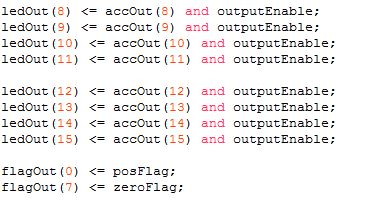 ledOut(8) <= accOut(8) and outputEnable;
ledOut(9) <= accOut(9) and outputEnable;
ledOut(10) <= accOut(10) and outputEnable;
ledOut(11) <= accOut(11) and outputEnable;
ledOut(12) <= accOut(12) and outputEnable;
ledOut(13) <= accOut(13) and outputEnable;
ledOut(14) <= accOut(14) and outputEnable;
ledOut(15) <= accOut(15) and outputEnable;
flagOut(0) <= posFlag;
flagOut(7) <= zeroFlag;